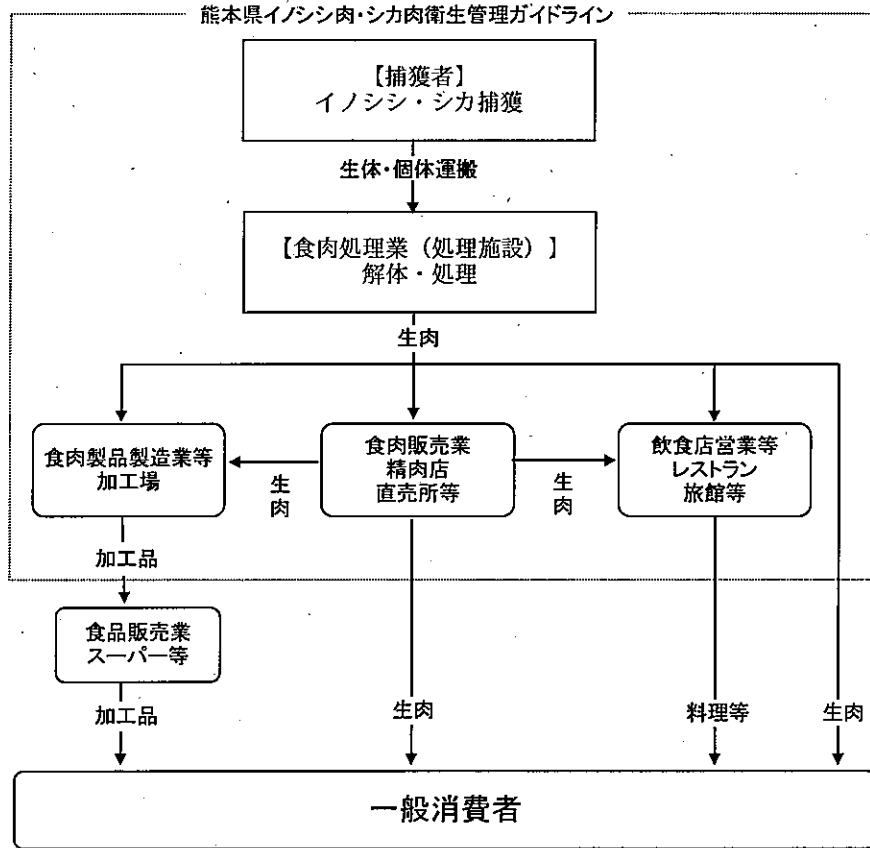 熊本県イノシシ肉・シカ肉衛生管理ガイドライン
【捕獲者】
イノシシ・シカ捕獲
生体・個体運搬
【食肉処理業（処理施設）】
解体・処理
生肉
食肉製品製造業等
加工場
食肉販売業
精肉店
直売所等
飲食店営業等
レストラン
旅館等
生
肉
生
肉
加工品
食品販売業
スーパー等
加工品
生肉
料理等
生肉
一般消費者